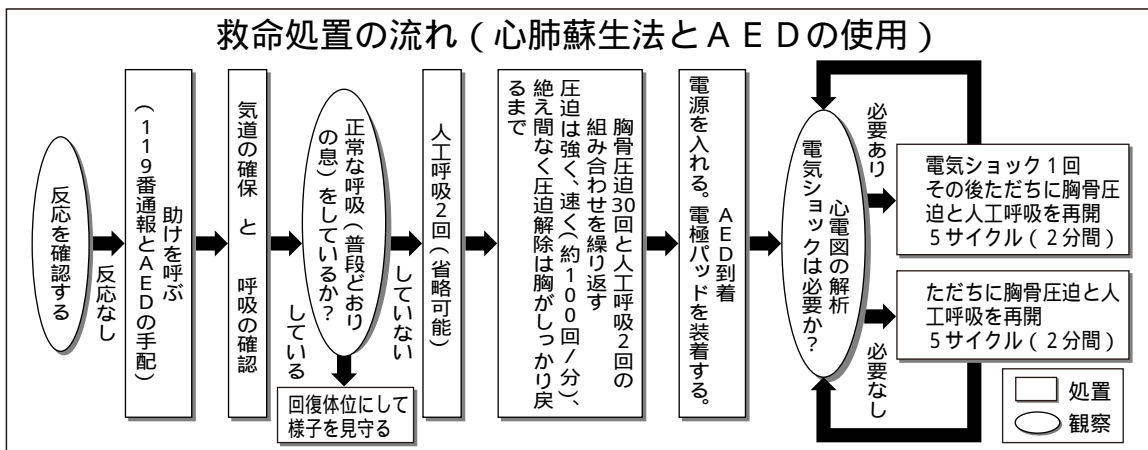 救命処置の流れ(心肺蘇生法とAEDの使用)
反応を確認する
反応なし
助けを呼ぶ
(119番通報とAEDの手配)
気道の確保 と 呼吸の確認
正常な呼吸(普段どおり
の息)をしているか?
している
回復体位にして
様子を見守る
していない
人工呼吸2回(省略可能)
胸骨圧迫30回と人工呼吸2回の
組み合わせを繰り返す
圧迫は強く、速く(約100回/分)、
絶え間なく圧迫解除は胸がしっかり戻
るまで
AED到着
電源を入れる。電極パッドを装着する。
心電図の解析
電気ショックは必要か?
必要あり
電気ショック1回
その後ただちに胸骨圧
迫と人工呼吸を再開
5サイクル(2分間)
必要なし
ただちに胸骨圧迫と人
工呼吸を再開
5サイクル(2分間)
処置
観察